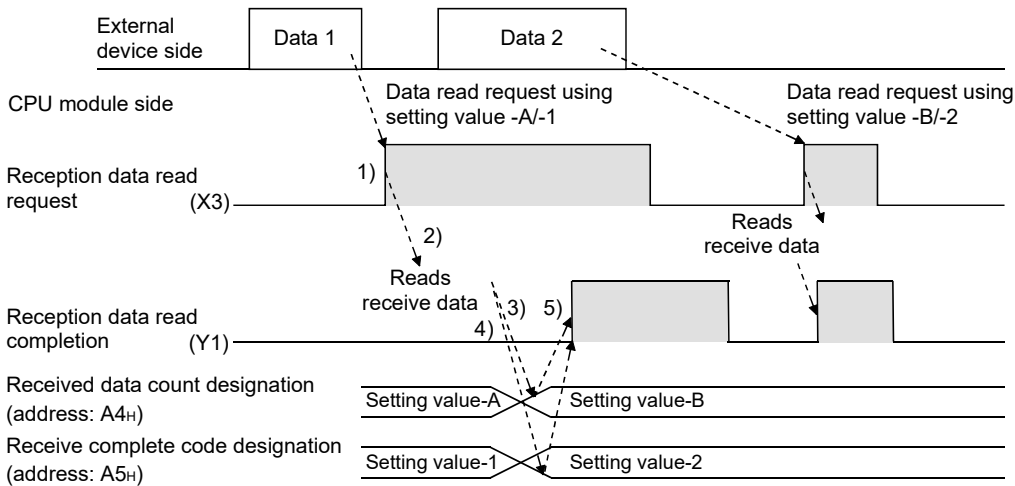 External
device side
Data 1
Data 2
CPU module side
Data read request using
setting value -A/-1
Data read request using
setting value -B/-2
1)
Reception data read
request
(X3)
2)
Reads
receive data
Reads
receive data
3)
5)
4)
Reception data read
completion
(Y1)
Received data count designation
(address: A4H)
Setting value-A
Setting value-B
Receive complete code designation
(address: A5H)
Setting value-1
Setting value-2